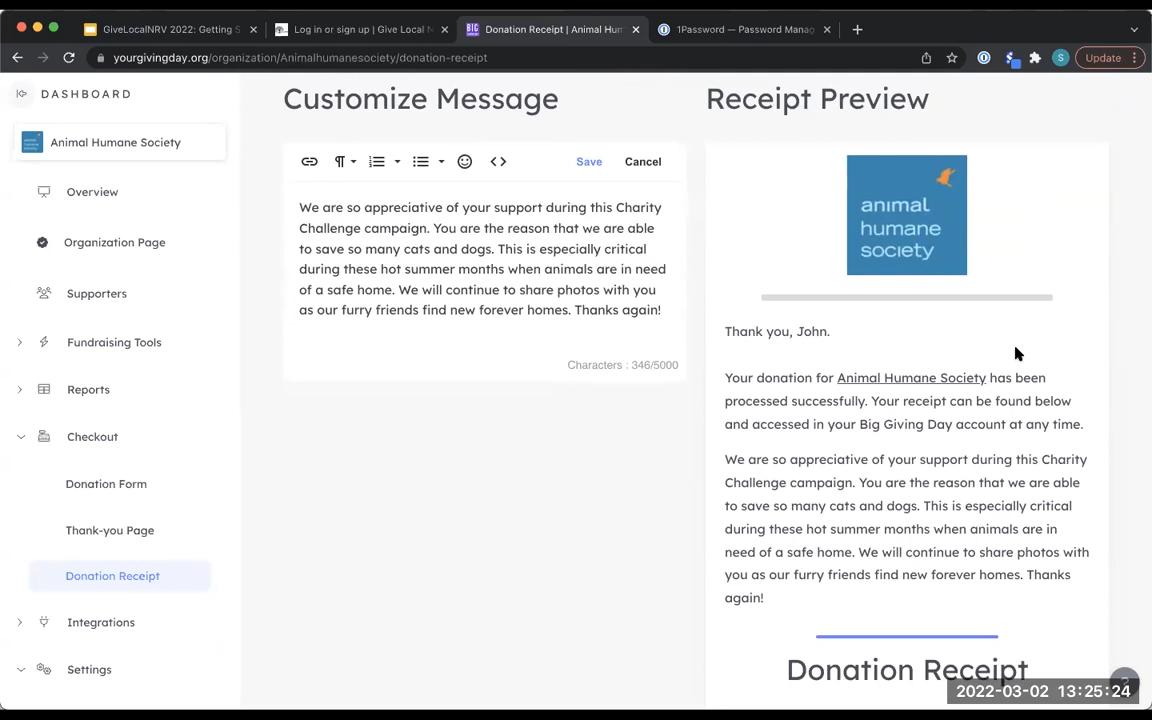 GiveLocalNRV 2022: Getting S
Log in or sign up | Give Local N
BIG
Donation Receipt | Animal Hum
1Password — Password Manag
yourgivingday.org/organization/Animalhumanesociety/donation-receipt
S
Update
DASHBOARD
Animal Humane Society
Overview
Organization Page
Supporters
Fundraising Tools
Reports
Checkout
Donation Form
Thank-you Page
Donation Receipt
Integrations
Settings
Customize Message
Save
Cancel
We are so appreciative of your support during this Charity
Challenge campaign. You are the reason that we are able
to save so many cats and dogs. This is especially critical
during these hot summer months when animals are in need
of a safe home. We will continue to share photos with you
as our furry friends find new forever homes. Thanks again!
Characters : 346/5000
Receipt Preview
animal
humane
society
Thank you, John.
Your donation for Animal Humane Society has been
processed successfully. Your receipt can be found below
and accessed in your Big Giving Day account at any time.
We are so appreciative of your support during this Charity
Challenge campaign. You are the reason that we are able
to save so many cats and dogs. This is especially critical
during these hot summer months when animals are in
need of a safe home. We will continue to share photos with
you as our furry friends find new forever homes. Thanks
again!
Donation Receipt
?
2022-03-02 13:25:24